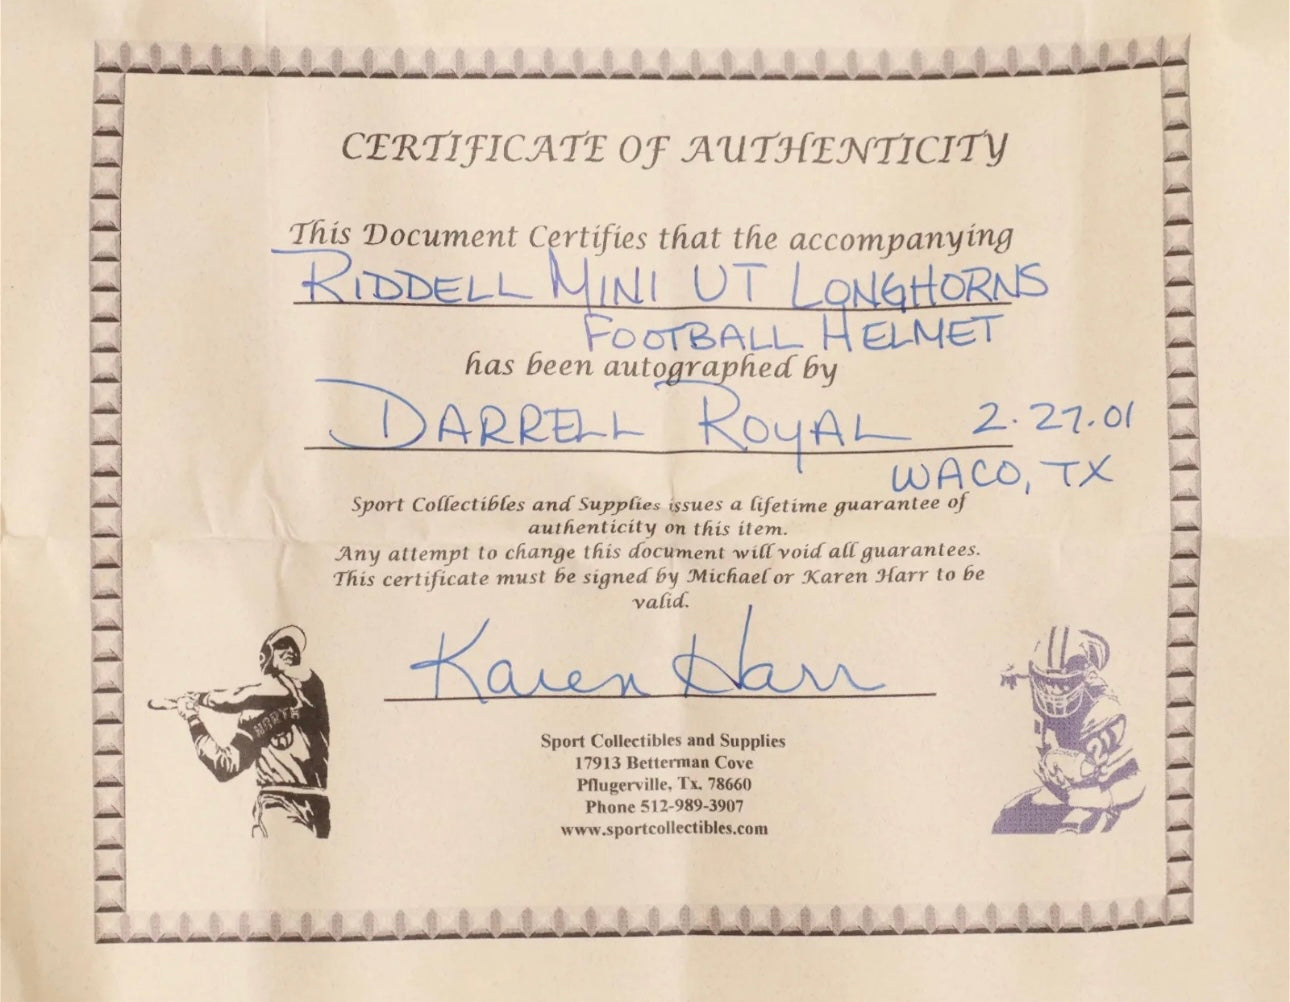 CERTIFICATE OF AUTHENTICITY
This Document Certifies that the accompanying
RIDDELL MINI UT LONGHORNS
FOOTBALL HELMET
has been autographed by
DARRELL ROYAL 2.27.01
WACO, TX
Sport Collectibles and Supplies issues a lifetime guarantee of
authenticity on this item.
Any attempt to change this document will void all guarantees.
This certificate must be signed by Michael or Karen Harr to be
valid.
Karen Harr
NORTH
21
Sport Collectibles and Supplies
17913 Betterman Cove
Pflugerville, Tx. 78660
Phone 512-989-3907
www.sportcollectibles.com